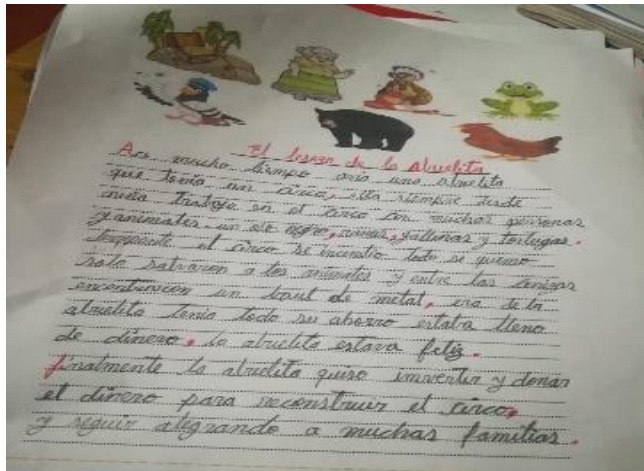 El tesoro de la abuelita
Ace mucho tiempo avia una abuelita
que tenia un circo, ella siempre desde
niña trabajo en el circo con muchas personas
y animales un oso negro, gallinas y tortugas.
derrepente el circo se incendio todo se quemo
solo salvaron a los animales y entre las cenizas
encontraron un baul de metal, era de la
abuelita tenia todo su ahorro estaba lleno
de dinero, la abuelita estava feliz.
finalmente la abuelita quiso imvertir y donar
el dinero para reconstruir el circo,
y seguir alegrando a muchas familias.